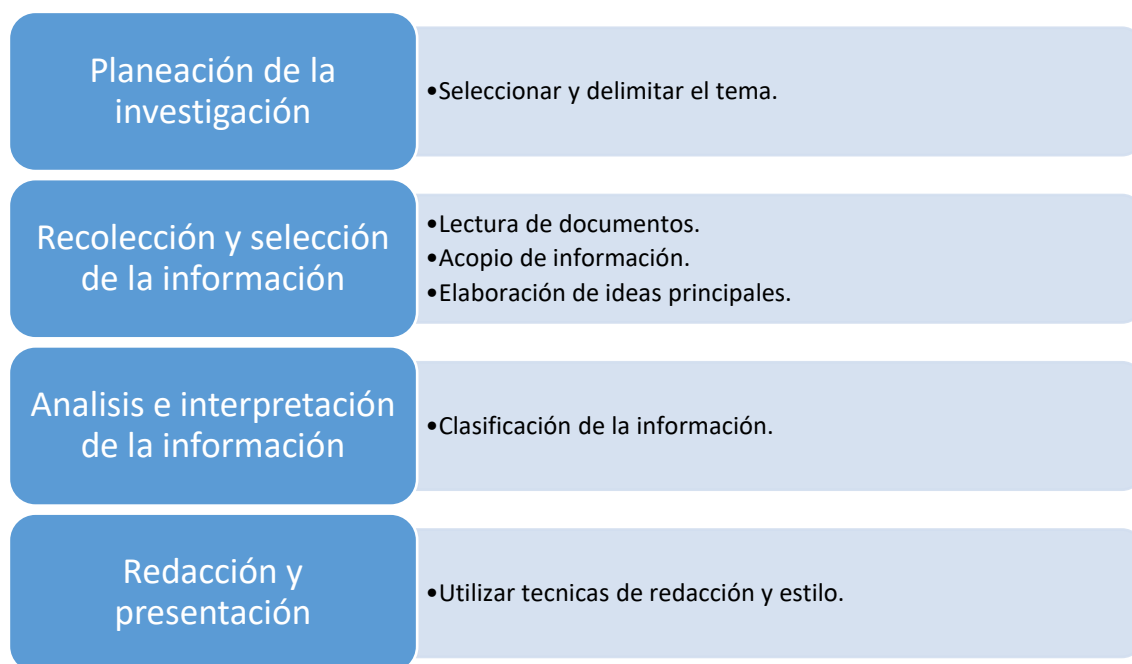 Planeación de la
investigación
•Seleccionar y delimitar el tema.
Recolección y selección
de la información
•Lectura de documentos.
•Acopio de información.
•Elaboración de ideas principales.
Analisis e interpretación
de la información
•Clasificación de la información.
Redacción y
presentación
•Utilizar tecnicas de redacción y estilo.